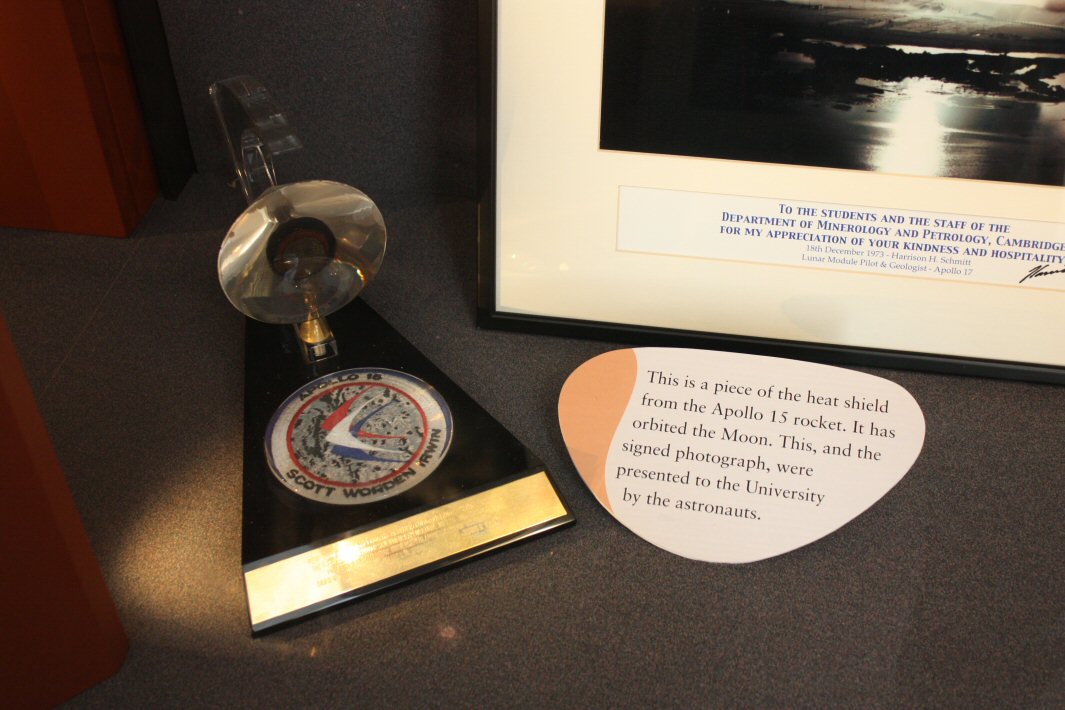 TO THE STUDENTS AND THE STAFF OF THE
DEPARTMENT OF MINEROLOGY AND PETROLOGY, CAMBRIDGE
FOR MY APPRECIATION OF YOUR KINDNESS AND HOSPITALITY
18th December 1973 - Harrison H. Schmitt
Lunar Module Pilot & Geologist - Apollo 17
APOLLO 15
SCOTT WORDEN IRWIN
This is a piece of the heat shield
from the Apollo 15 rocket. It has
orbited the Moon. This, and the
signed photograph, were
presented to the University
by the astronauts.